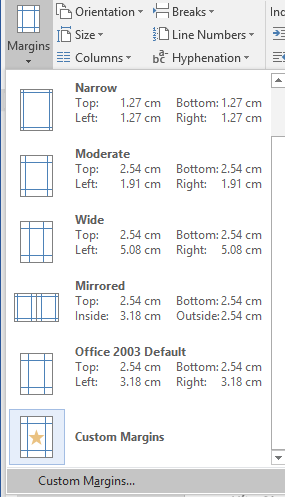 Margins
Orientation
Breaks
Size
Line Numbers
Columns
bc
a-
Hyphenation
Narrow
Top: 1.27 cm Bottom: 1.27 cm
Left: 1.27 cm Right: 1.27 cm
Moderate
Top: 2.54 cm Bottom: 2.54 cm
Left: 1.91 cm Right: 1.91 cm
Wide
Top: 2.54 cm Bottom: 2.54 cm
Left: 5.08 cm Right: 5.08 cm
Mirrored
Top: 2.54 cm Bottom: 2.54 cm
Inside: 3.18 cm Outside: 2.54 cm
Office 2003 Default
Top: 2.54 cm Bottom: 2.54 cm
Left: 3.18 cm Right: 3.18 cm
Custom Margins
Custom Margins...